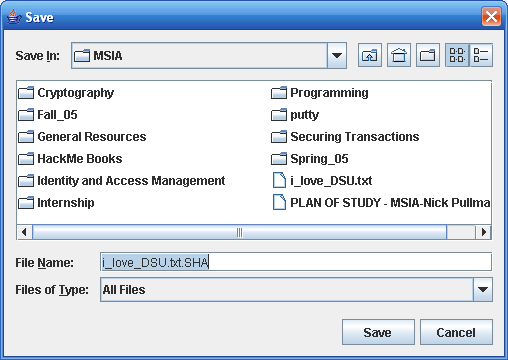 Save
Save In: MSIA
Cryptography
Fall_05
General Resources
HackMe Books
Identity and Access Management
Internship
Programming
putty
Securing Transactions
Spring_05
i_love_DSU.txt
PLAN OF STUDY - MSIA-Nick Pullma
File Name: i_love_DSU.txt.SHA
Files of Type: All Files
Save Cancel